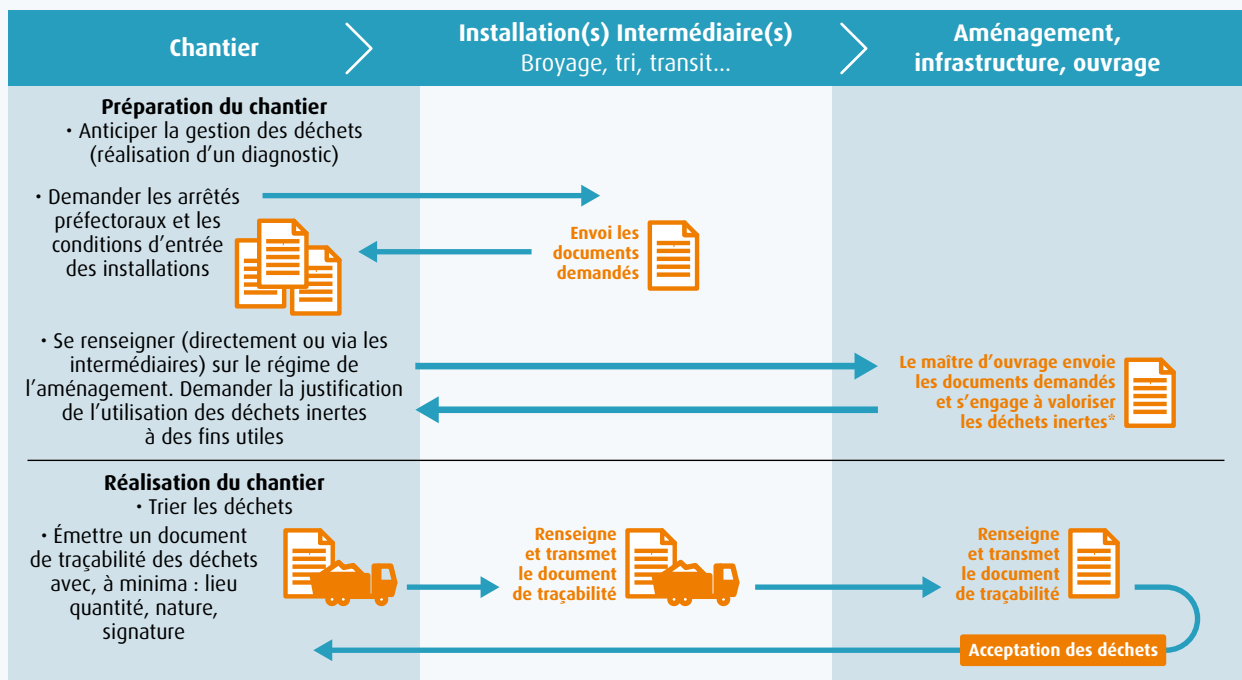 Chantier
Installation(s) Intermédiaire(s)
Broyage, tri, transit...
Aménagement,
infrastructure, ouvrage
Préparation du chantier
• Anticiper la gestion des déchets
(réalisation d'un diagnostic)
• Demander les arrêtés
préfectoraux et les
conditions d'entrée
des installations
Envoi les
documents
demandés
• Se renseigner (directement ou via les
intermédiaires) sur le régime de
l'aménagement. Demander la justification
de l'utilisation des déchets inertes
à des fins utiles
Le maître d'ouvrage envoie
les documents demandés
et s'engage à valoriser
les déchets inertes*
Réalisation du chantier
• Trier les déchets
• Émettre un document
de traçabilité des déchets
avec, à minima : lieu
quantité, nature,
signature
Renseigne
et transmet
le document
de traçabilité
Renseigne
et transmet
le document
de traçabilité
Acceptation des déchets